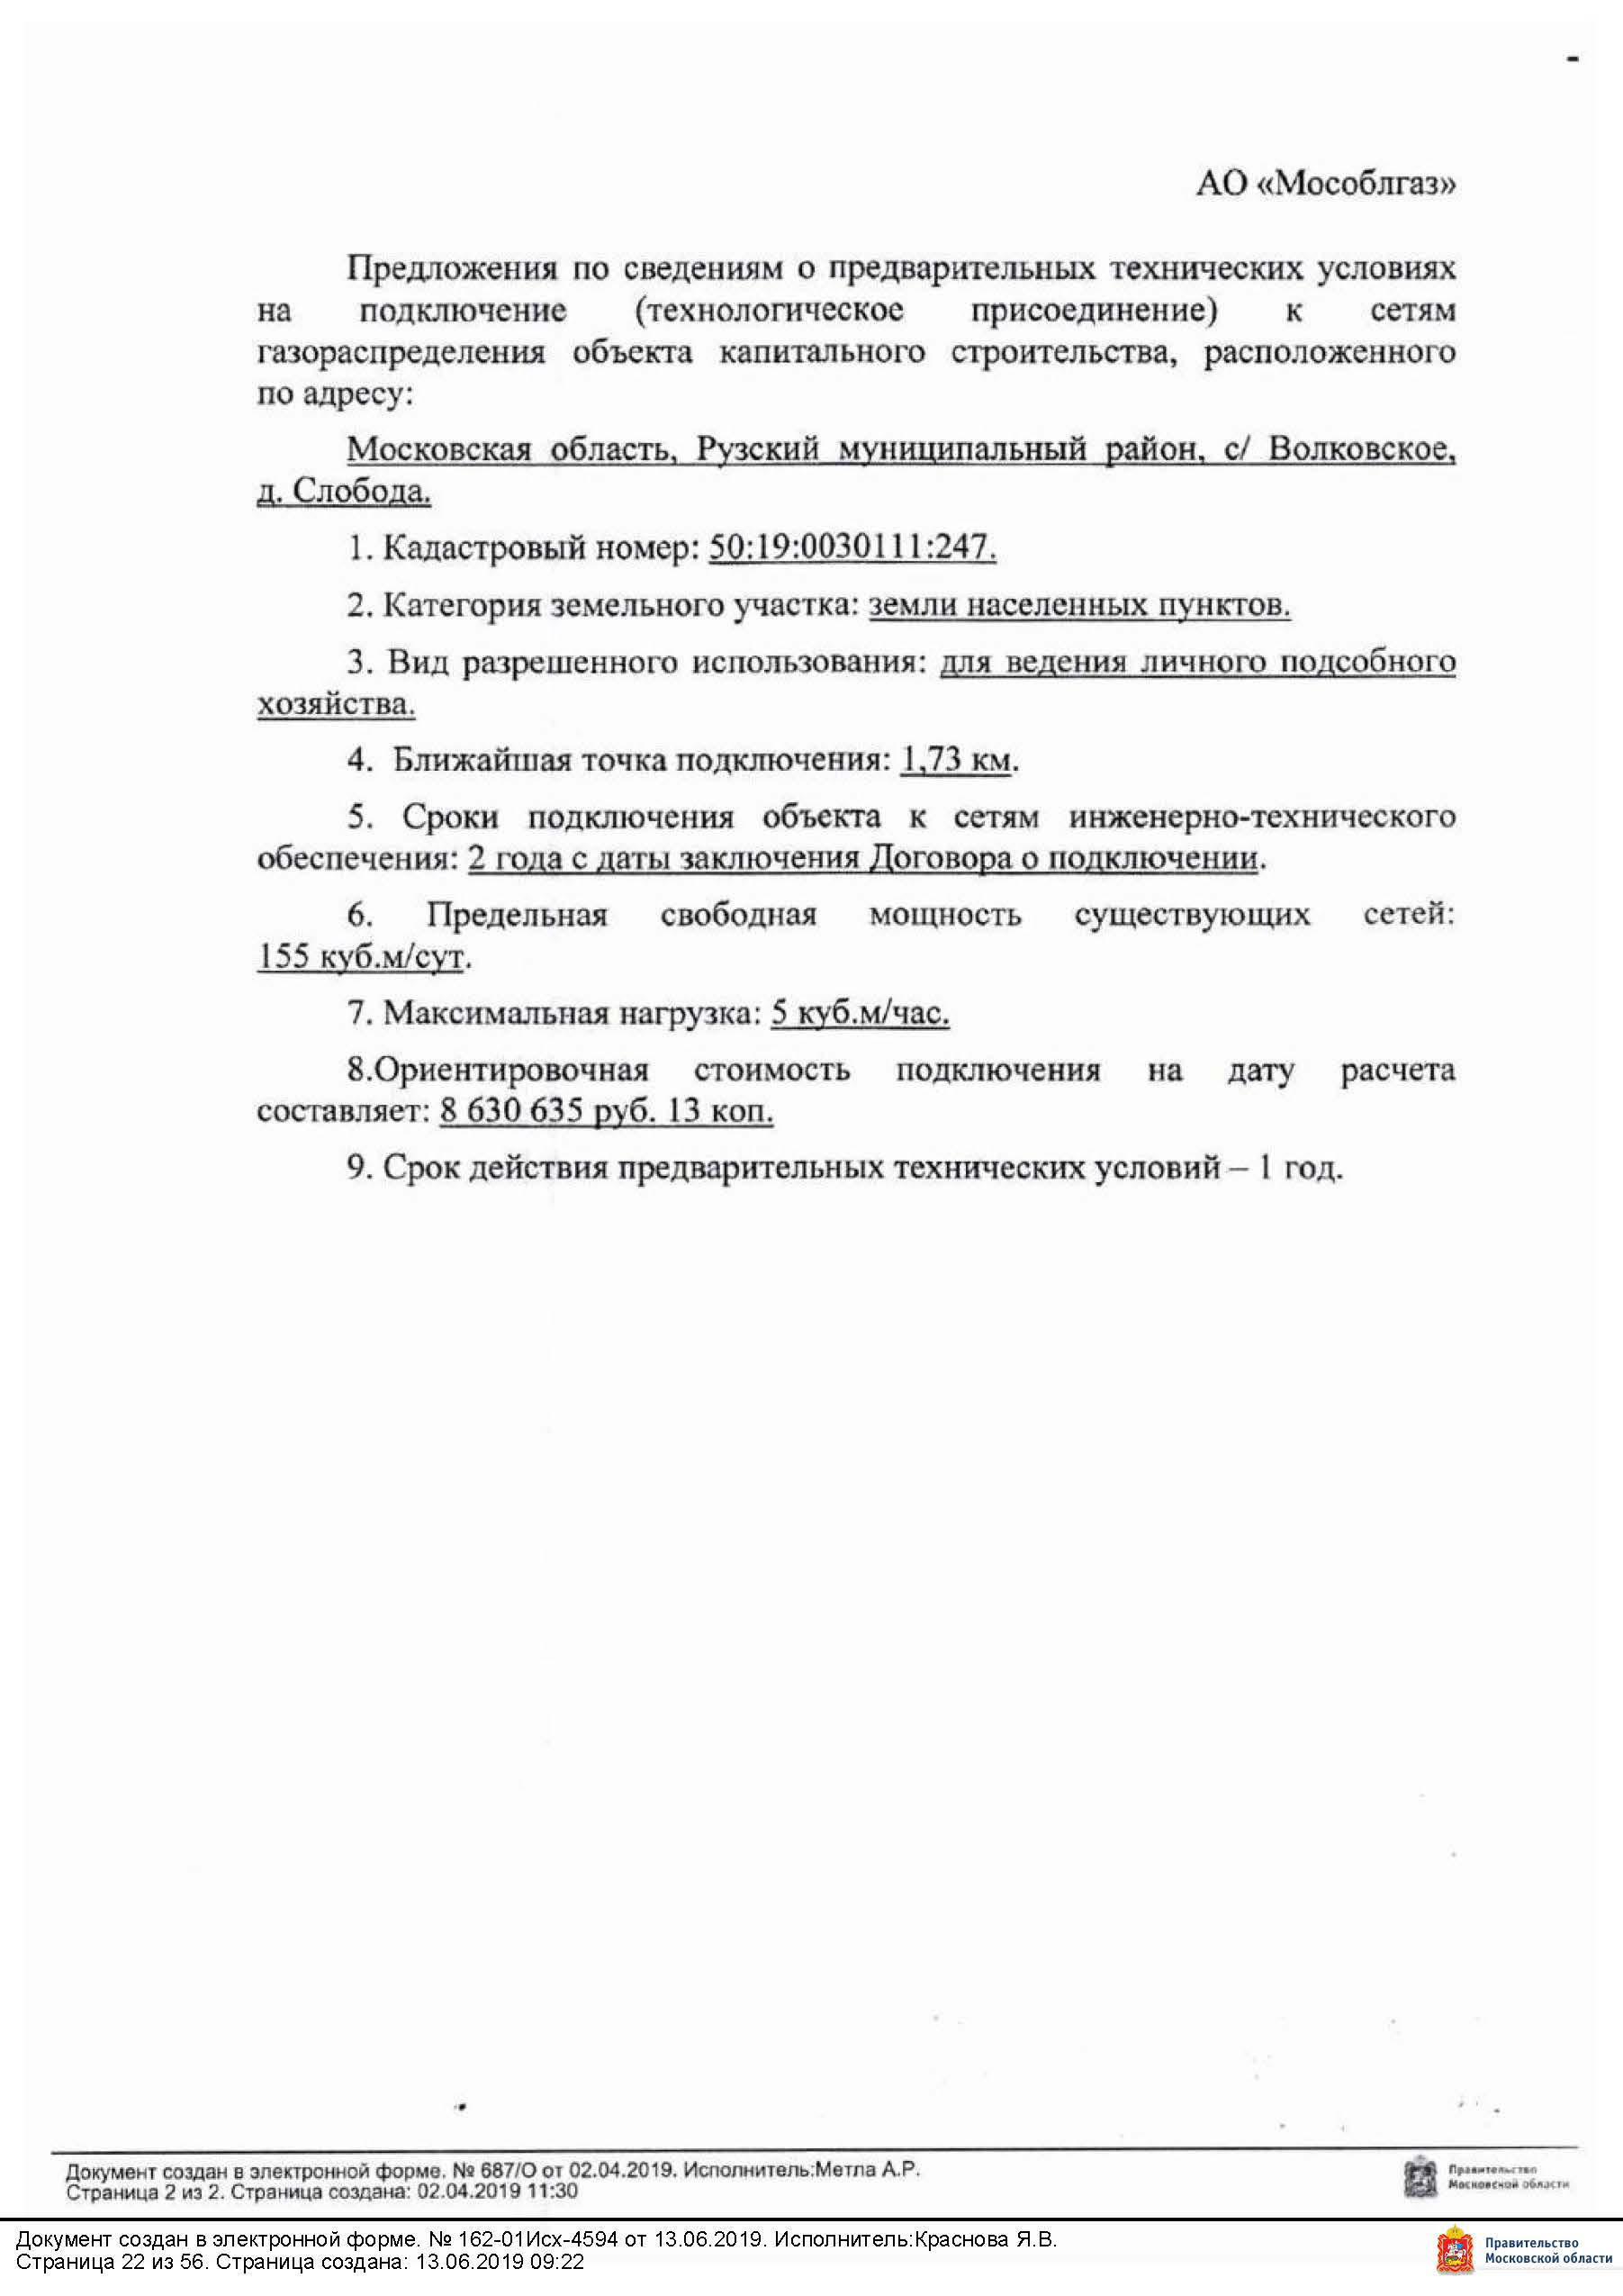 АО «Мособлгаз»
Предложения по сведениям о предварительных технических условиях
на подключение (технологическое присоединение) к сетям
газораспределения объекта капитального строительства, расположенного
по адресу:
Московская область, Рузский муниципальный район, с/ Волковское,
д. Слобода.
1. Кадастровый номер: 50:19:0030111:247.
2. Категория земельного участка: земли населенных пунктов.
3. Вид разрешенного использования: для ведения личного подсобного
хозяйства.
4. Ближайшая точка подключения: 1,73 км.
5. Сроки подключения объекта к сетям инженерно-технического
обеспечения: 2 года с даты заключения Договора о подключении.
6. Предельная свободная мощность существующих сетей:
155 куб.м/сут.
7. Максимальная нагрузка: 5 куб.м/час.
8.Ориентировочная стоимость подключения на дату расчета
составляет: 8 630 635 руб. 13 коп.
9. Срок действия предварительных технических условий – 1 год.
Документ создан в электронной форме. № 687/О от 02.04.2019. Исполнитель:Метла А.Р.
Страница 2 из 2. Страница создана: 02.04.2019 11:30
Правительство
Московской области
Документ создан в электронной форме. № 162-01Исх-4594 от 13.06.2019. Исполнитель:Краснова Я.В.
Страница 22 из 56. Страница создана: 13.06.2019 09:22
Правительство
Московской области